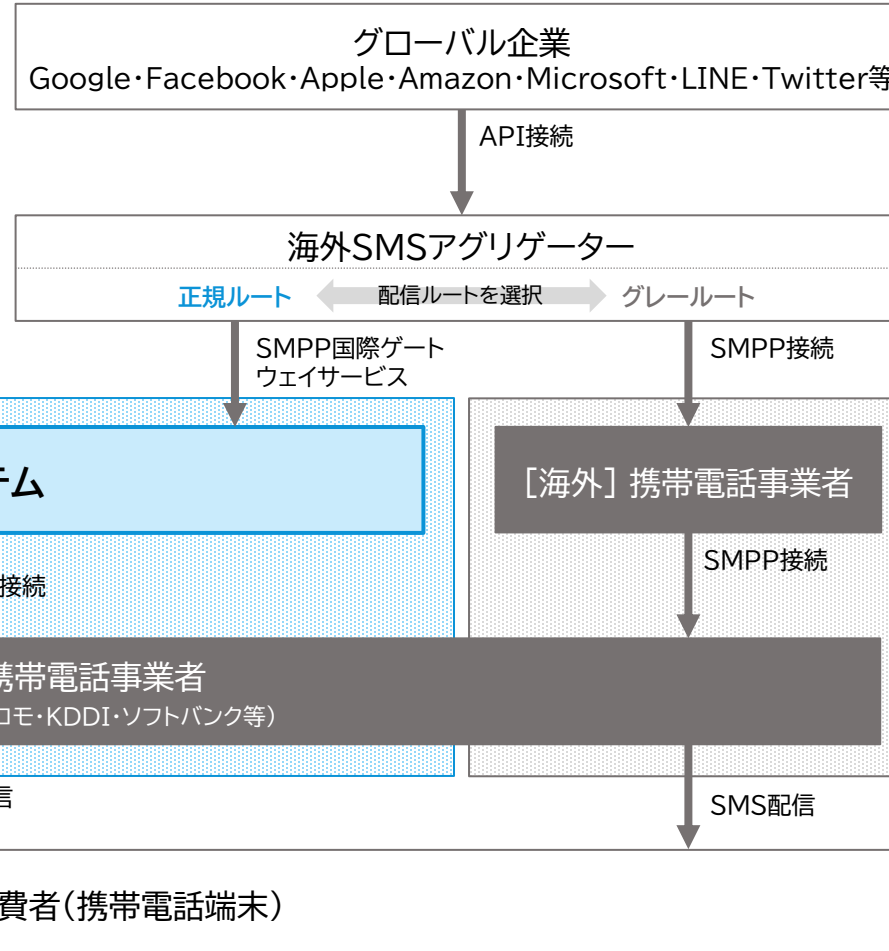 グローバル企業
Google・Facebook・Apple・Amazon・Microsoft・LINE・Twitter等
API接続
海外SMSアグリゲーター
正規ルート
配信ルートを選択
グレールート
SMPP国際ゲート
ウェイサービス
SMPP接続
テム
［海外］携帯電話事業者
接続
SMPP接続
携帯電話事業者
コモ・KDDI・ソフトバンク等）
信
SMS配信
費者（携帯電話端末）